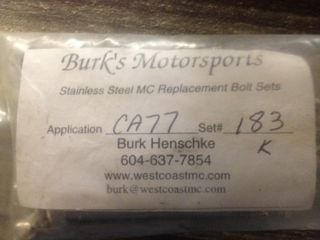 Burk's Motorsports
Stainless Steel MC Replacement Bolt Sets
Application CA77 Set# 183
K
Burk Henschke
604-637-7854
www.westcoastmc.com
burk@westcoastmc.com